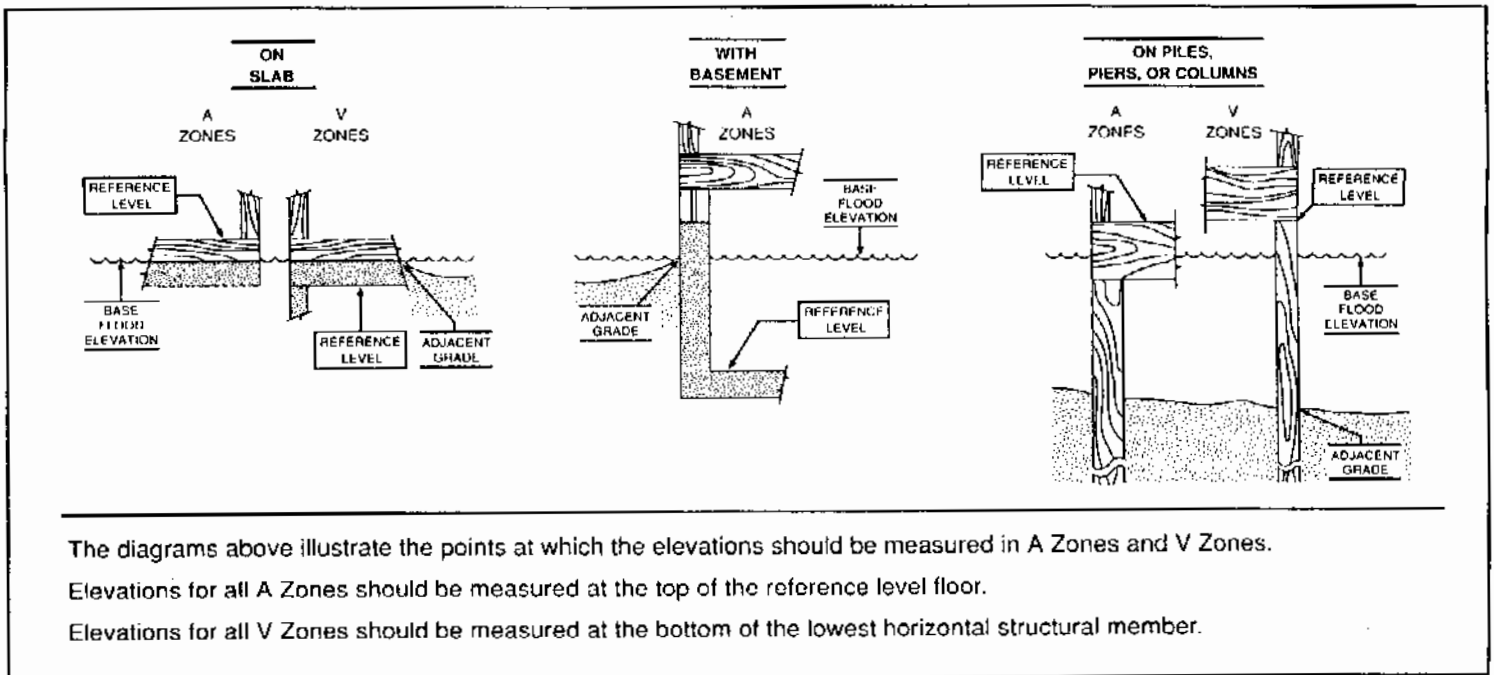 ON
SLAB
A
ZONES
V
ZONES
REFERENCE
LEVEL
BASE
FLOOD
ELEVATION
REFERENCE
LEVEL
ADJACENT
GRADE
WITH
BASEMENT
A
ZONES
BASE
FLOOD
ELEVATION
ADJACENT
GRADE
REFERENCE
LEVEL
ON PILES,
PIERS, OR COLUMNS
A
ZONES
V
ZONES
REFERENCE
LEVEL
REFERENCE
LEVEL
BASE
FLOOD
ELEVATION
ADJACENT
GRADE
The diagrams above illustrate the points at which the elevations should be measured in A Zones and V Zones.
Elevations for all A Zones should be measured at the top of the reference level floor.
Elevations for all V Zones should be measured at the bottom of the lowest horizontal structural member.